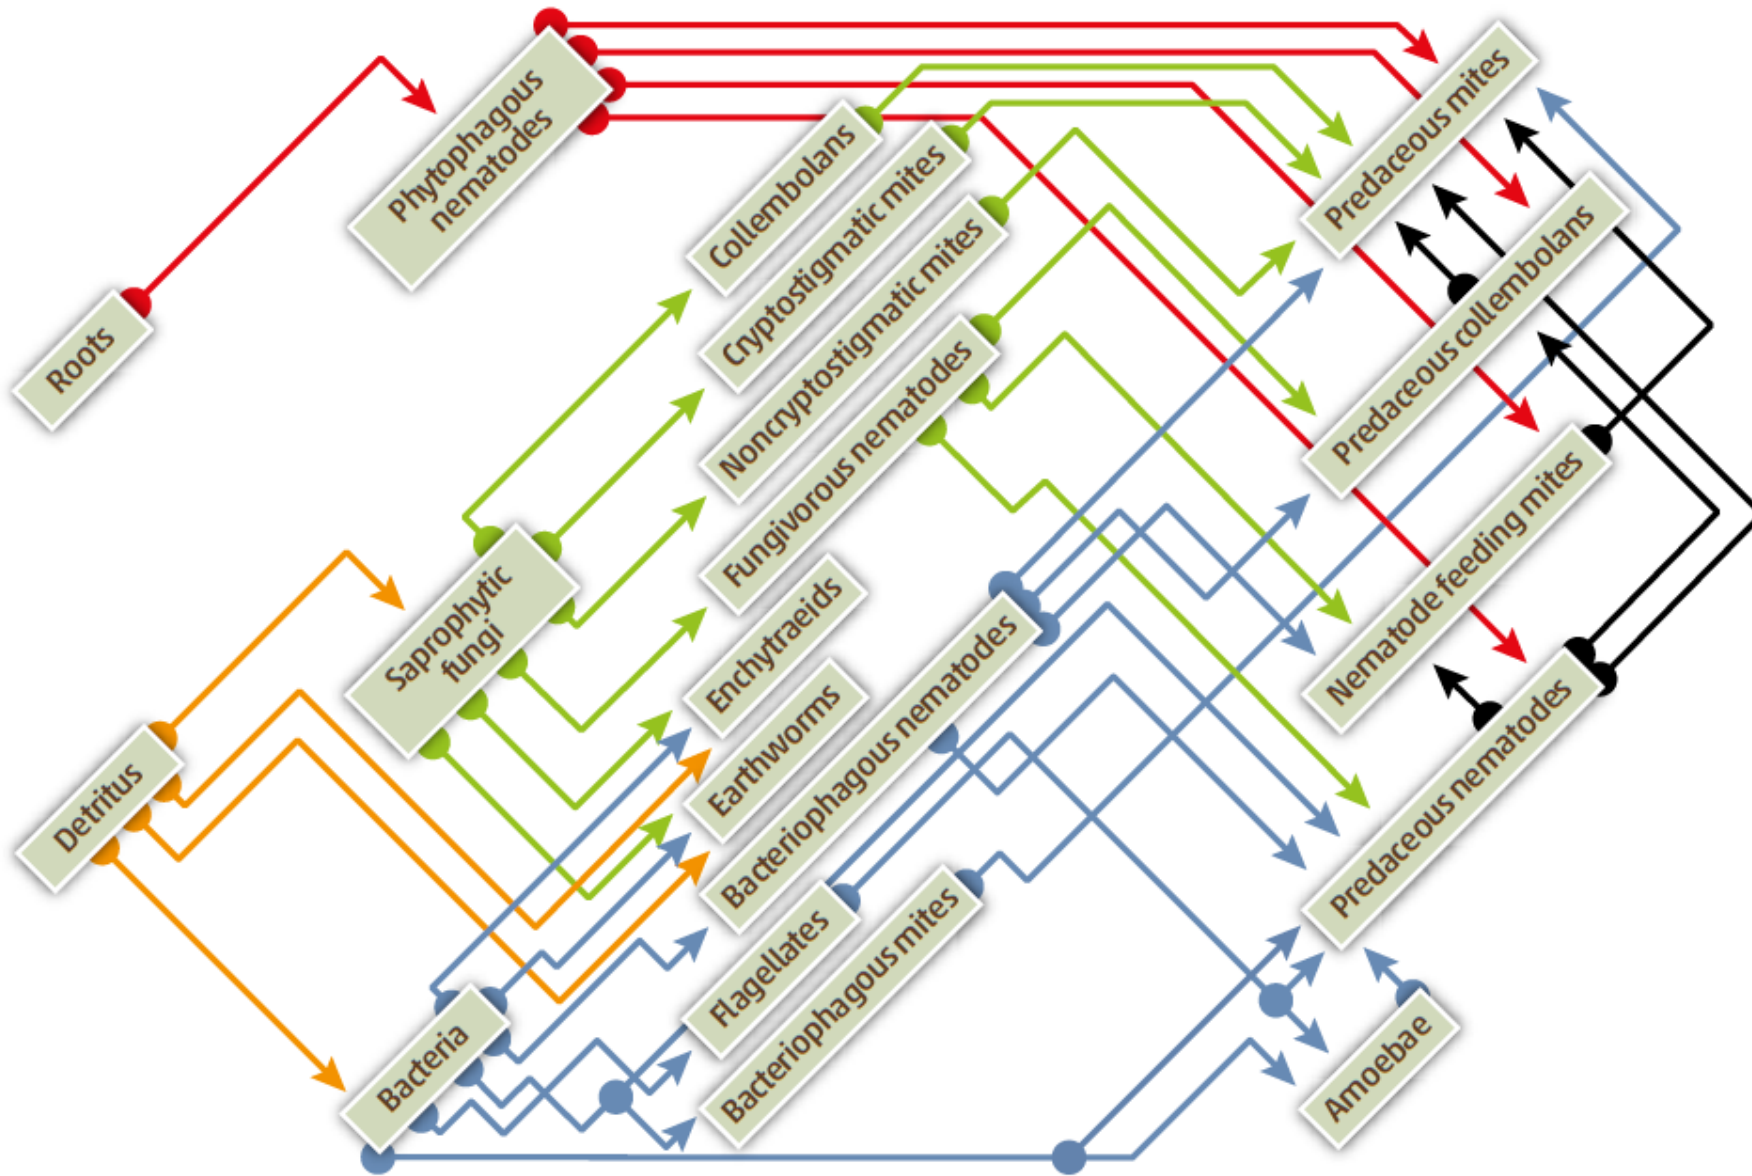 Roots
Phytophagous
nematodes
Detritus
Saprophytic
fungi
Bacteria
Collembolans
Cryptostigmatic mites
Noncryptostigmatic mites
Fungivorous nematodes
Enchytraeids
Earthworms
Bacteriophagous nematodes
Flagellates
Bacteriophagous mites
Predaceous mites
Predaceous collembolans
Nematode feeding mites
Predaceous nematodes
Amoebae